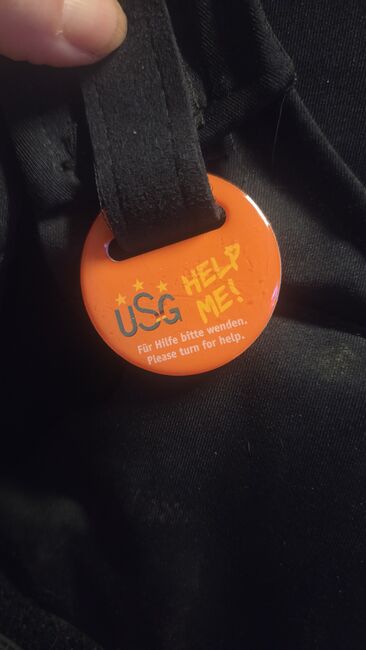 USG
HELP
ME!
Für Hilfe bitte wenden.
Please turn for help.